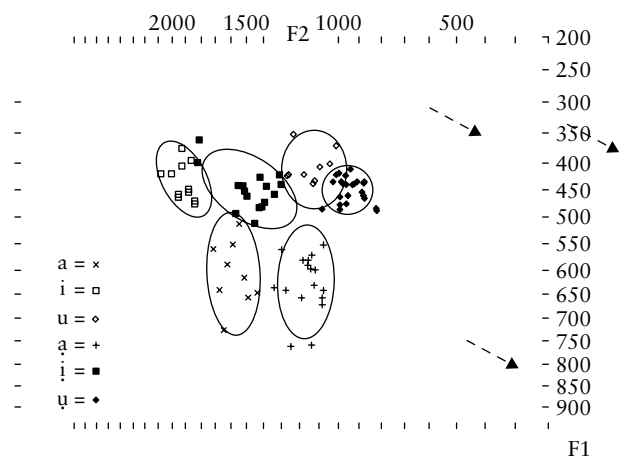 2000 1500 F2 1000 500
200
250
300
350
400
450
500
550
600
650
700
750
800
850
900
a = ×
i = □
u = ◇
ạ = +
ị = ■
ụ = ◆
F1